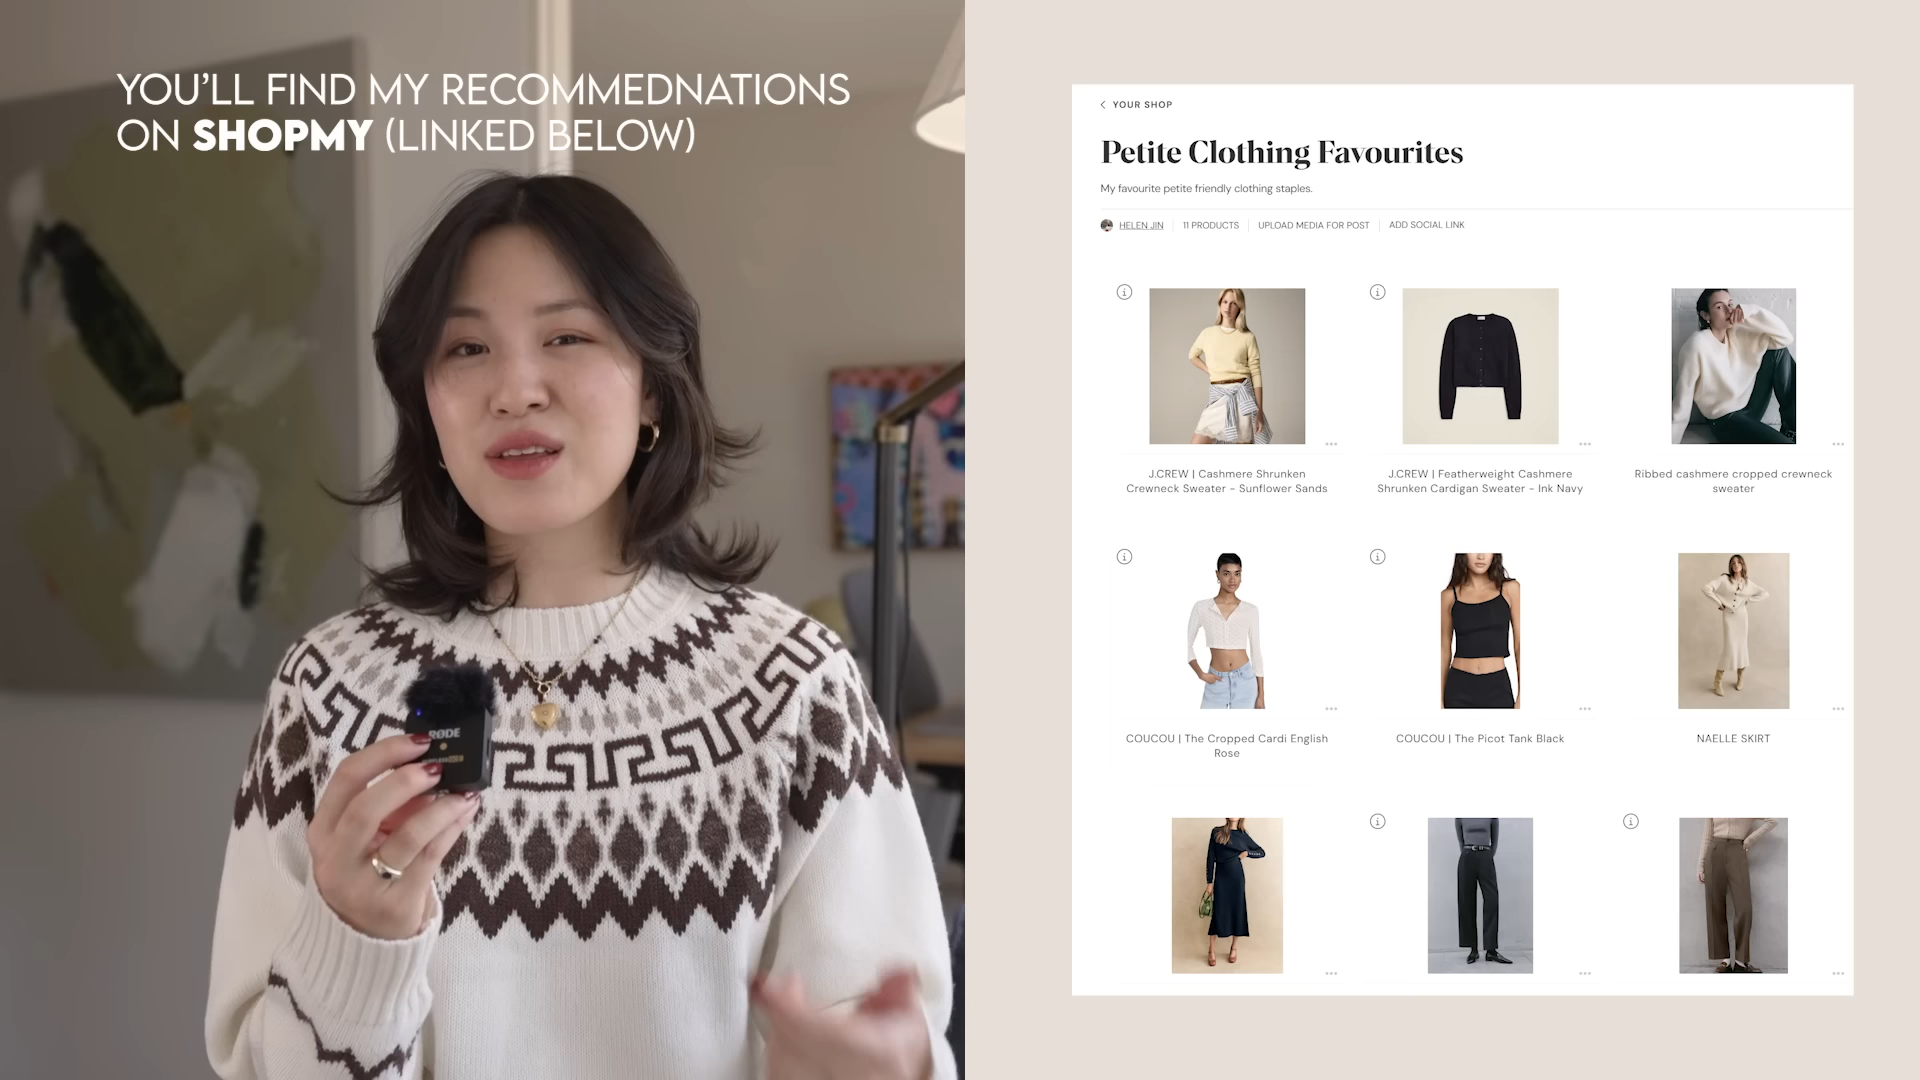 YOU'LL FIND MY RECOMMEDNATIONS
ON SHOPMY (LINKED BELOW)
RØDE
YOUR SHOP
Petite Clothing Favourites
My favourite petite friendly clothing staples.
HELEN JIN
11 PRODUCTS
UPLOAD MEDIA FOR POST
ADD SOCIAL LINK
J.CREW | Cashmere Shrunken
Crewneck Sweater - Sunflower Sands
J.CREW | Featherweight Cashmere
Shrunken Cardigan Sweater - Ink Navy
Ribbed cashmere cropped crewneck
sweater
COUCOU | The Cropped Cardi English
Rose
COUCOU | The Picot Tank Black
NAELLE SKIRT